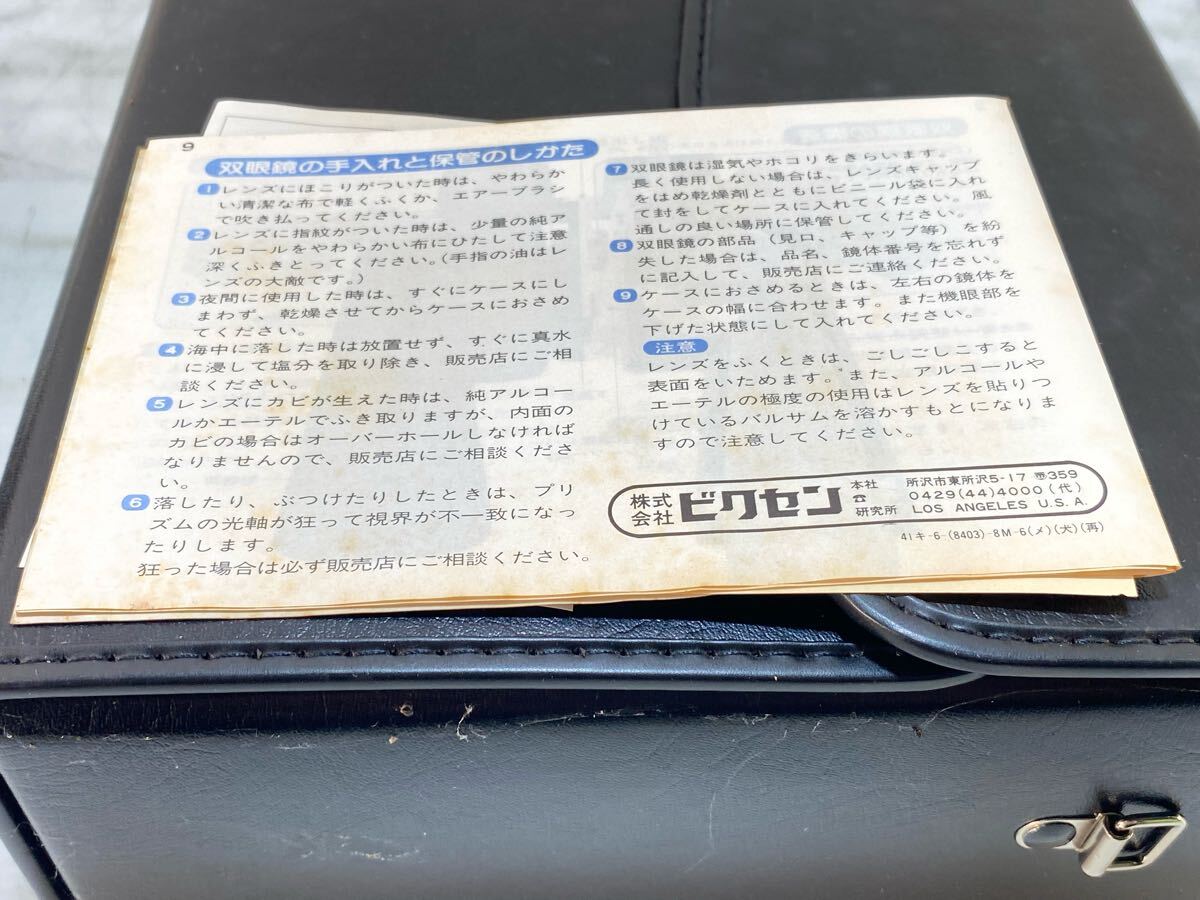 9
双眼鏡の手入れと保管のしかた
1 レンズにほこりがついた時は、やわらか
い清潔な布で軽くふくか、エアーブラシ
で吹き払ってください。
2 レンズに指紋がついた時は、少量の純ア
ルコールをやわらかい布にひたして注意
深くふきとってください。(手指の油はレ
ンズの大敵です。)
3 夜間に使用した時は、すぐにケースにし
まわず、乾燥させてからケースにおさめ
てください。
4 海中に落した時は放置せず、すぐに真水
に浸して塩分を取り除き、販売店にご相
談ください。
5 レンズにカビが生えた時は、純アルコー
ルかエーテルでふき取りますが、内面の
カビの場合はオーバーホールしなければ
なりませんので、販売店にご相談くださ
い。
6 落したり、ぶつけたりしたときは、プリ
ズムの光軸が狂って視界が不一致になっ
たりします。
狂った場合は必ず販売店にご相談ください。
7 双眼鏡は湿気やホコリをきらいます。
長く使用しない場合は、レンズキャップ
をはめ乾燥剤とともにビニール袋に入れ
て封をしてケースに入れてください。風
通しの良い場所に保管してください。
8 双眼鏡の部品(見口、キャップ等)を紛
失した場合は、品名、鏡体番号を忘れず
に記入して、販売店にご連絡ください。
9 ケースにおさめるときは、左右の鏡体を
ケースの幅に合わせます。また機眼部を
下げた状態にして入れてください。
注意
レンズをふくときは、ごしごしこすると
表面をいためます。また、アルコールや
エーテルの極度の使用はレンズを貼りつ
けているバルサムを溶かすもとになりま
すので注意してください。
株式会社 ビクセン 本社 ☎ 研究所
所沢市東所沢5-17 〠359
0429(44)4000(代)
LOS ANGELES U.S.A.
41キ-6-(8403)-8M-6(メ)(犬)(再)